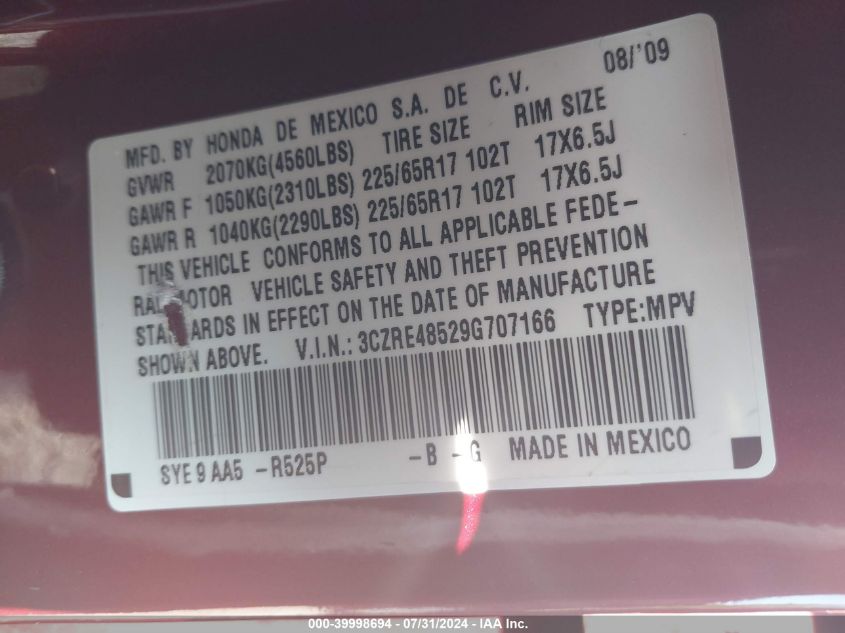 08/'09
MFD. BY HONDA DE MEXICO S.A. DE C.V.
GVWR 2070KG(4560LBS) TIRE SIZE RIM SIZE
GAWR F 1050KG(2310LBS) 225/65R17 102T 17X6.5J
GAWR R 1040KG(2290LBS) 225/65R17 102T 17X6.5J
THIS VEHICLE CONFORMS TO ALL APPLICABLE FEDE-
RAL MOTOR VEHICLE SAFETY AND THEFT PREVENTION
STANDARDS IN EFFECT ON THE DATE OF MANUFACTURE
SHOWN ABOVE. V.I.N.: 3CZRE48529G707166 TYPE:MPV
SYE 9 AA5 -R525P -B -G MADE IN MEXICO
000-39998694 - 07/31/2024 - IAA Inc.